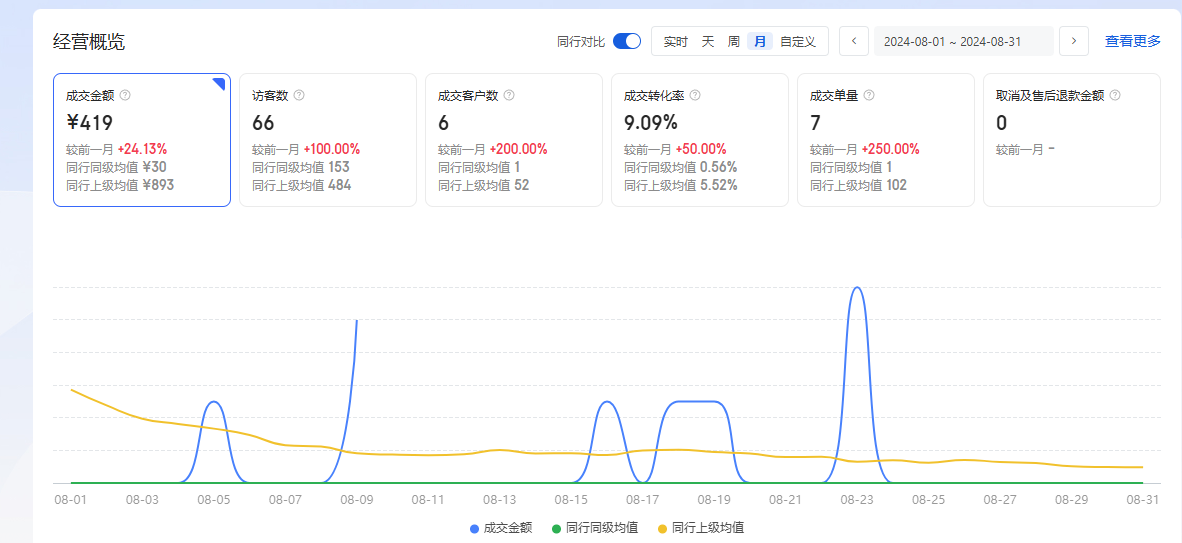 经营概览
同行对比 实时 天 周 月 自定义 2024-08-01 ~ 2024-08-31 查看更多
成交金额
¥419
较前一月 +24.13%
同行同级均值 ¥30
同行上级均值 ¥893
访客数
66
较前一月 +100.00%
同行同级均值 153
同行上级均值 484
成交客户数
6
较前一月 +200.00%
同行同级均值 1
同行上级均值 52
成交转化率
9.09%
较前一月 +50.00%
同行同级均值 0.56%
同行上级均值 5.52%
成交单量
7
较前一月 +250.00%
同行同级均值 1
同行上级均值 102
取消及售后退款金额
0
较前一月 -
08-01 08-03 08-05 08-07 08-09 08-11 08-13 08-15 08-17 08-19 08-21 08-23 08-25 08-27 08-29 08-31
成交金额 同行同级均值 同行上级均值